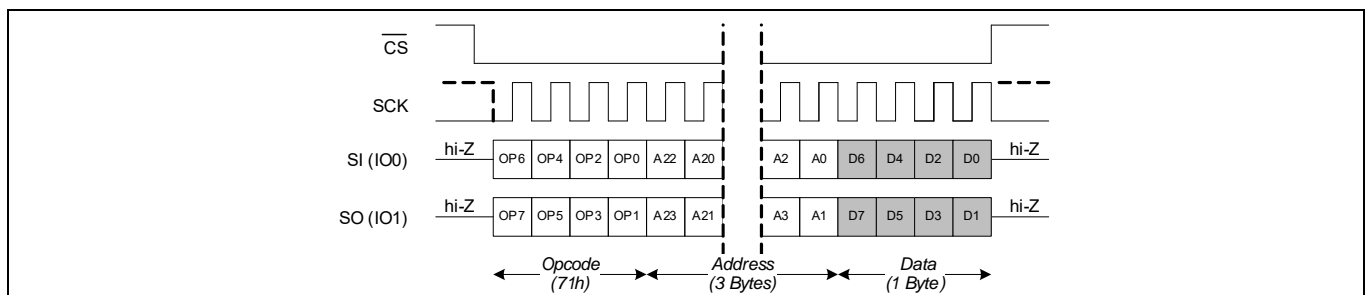 CS
SCK
SI (IO0) hi-Z OP6 OP4 OP2 OP0 A22 A20 A2 A0 D6 D4 D2 D0 hi-Z
SO (IO1) hi-Z OP7 OP5 OP3 OP1 A23 A21 A3 A1 D7 D5 D3 D1 hi-Z
Opcode Address Data
(71h) (3 Bytes) (1 Byte)